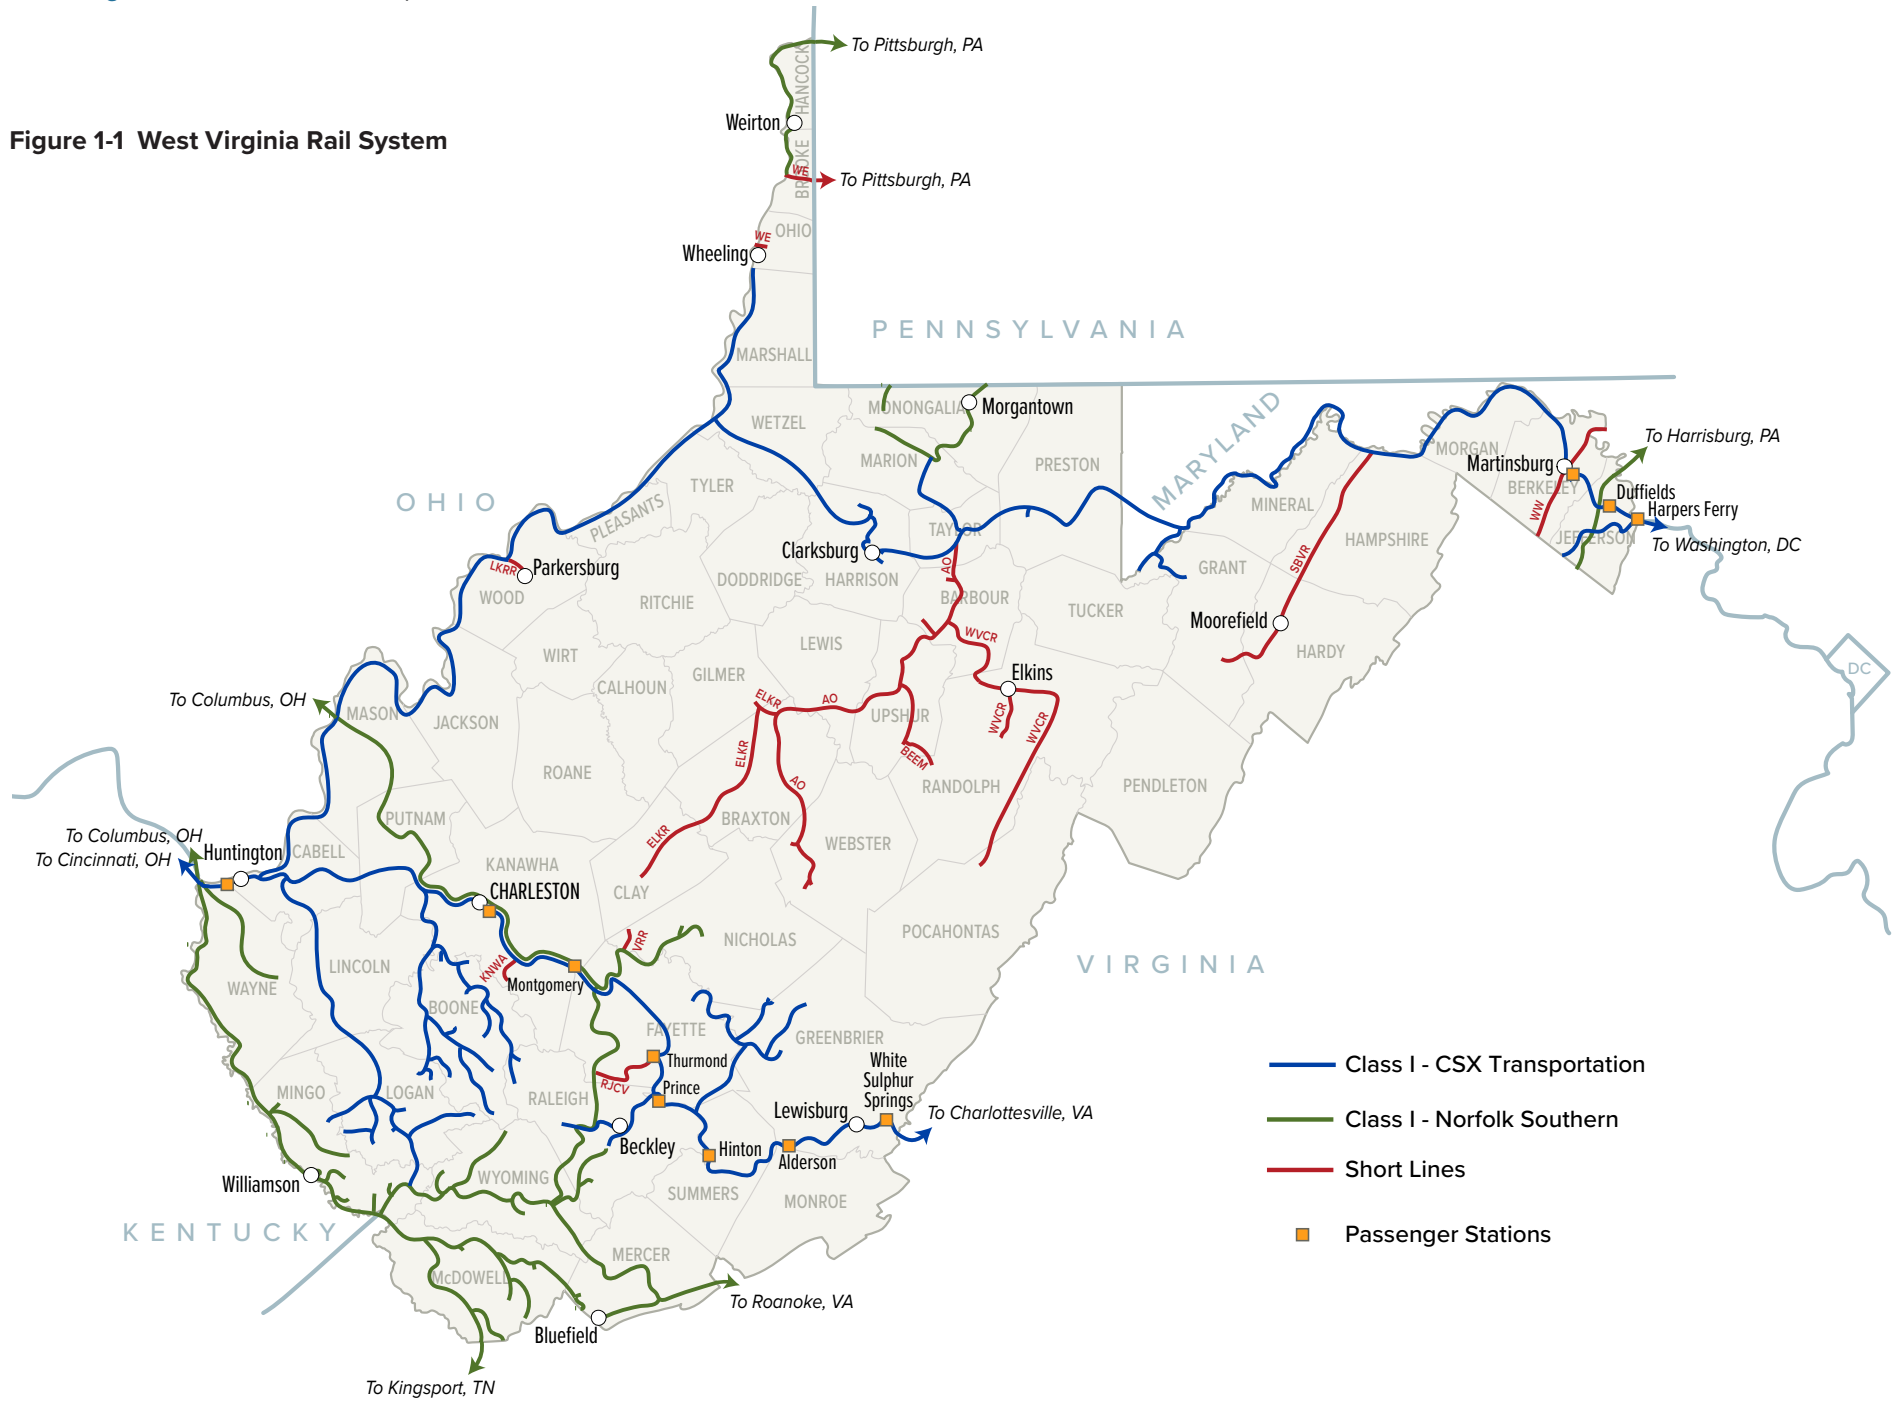 Figure 1-1 West Virginia Rail System
To Pittsburgh, PA
HANCOCK
Weirton
BROOKE
WE
To Pittsburgh, PA
OHIO
WE
Wheeling
PENNSYLVANIA
MARSHALL
MONONGALIA
Morgantown
WETZEL
MARYLAND
MARION
PRESTON
MORGAN
To Harrisburg, PA
Martinsburg
BERKELEY
Duffields
Harpers Ferry
WW
JEFFERSON
To Washington, DC
OHIO
TYLER
PLEASANTS
MINERAL
HAMPSHIRE
TAYLOR
Clarksburg
LKRR
Parkersburg
WOOD
DODDRIDGE
HARRISON
AO
BARBOUR
GRANT
SBVR
RITCHIE
TUCKER
Moorefield
HARDY
WVCR
LEWIS
WIRT
GILMER
CALHOUN
Elkins
DC
To Columbus, OH
MASON
JACKSON
ELKR
AO
UPSHUR
WVCR
WVCR
ELKR
BEEM
ROANE
AO
RANDOLPH
PENDLETON
PUTNAM
BRAXTON
To Columbus, OH
To Cincinnati, OH
Huntington
CABELL
ELKR
WEBSTER
KANAWHA
CLAY
CHARLESTON
VRR
NICHOLAS
POCAHONTAS
VIRGINIA
LINCOLN
KNWA
WAYNE
Montgomery
BOONE
FAYETTE
GREENBRIER
Thurmond
White
Sulphur
Springs
Class I - CSX Transportation
MINGO
LOGAN
RALEIGH
RJCV
Prince
Lewisburg
To Charlottesville, VA
Class I - Norfolk Southern
Beckley
Hinton
Alderson
Short Lines
Williamson
WYOMING
SUMMERS
MONROE
KENTUCKY
Passenger Stations
MERCER
McDOWELL
To Roanoke, VA
Bluefield
To Kingsport, TN